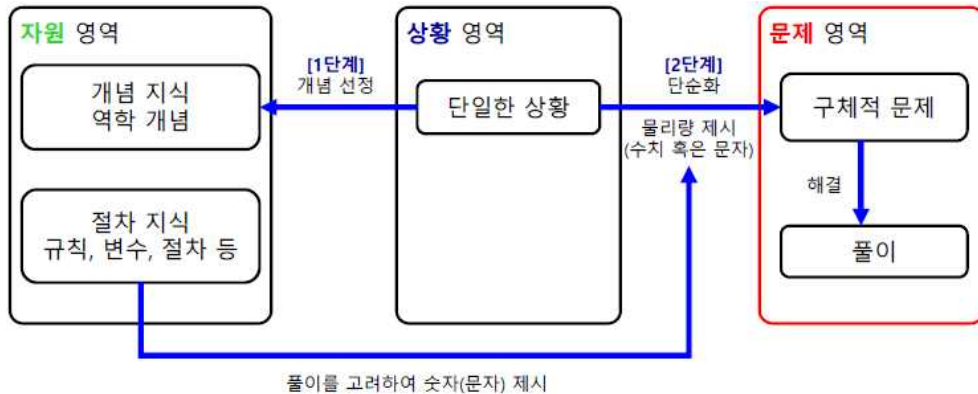 자원 영역
개념 지식
역학 개념
절차 지식
규칙, 변수, 절차 등
[1단계]
개념 선정
상황 영역
단일한 상황
[2단계]
단순화
물리량 제시
(수치 혹은 문자)
문제 영역
구체적 문제
해결
풀이
풀이를 고려하여 숫자(문자) 제시